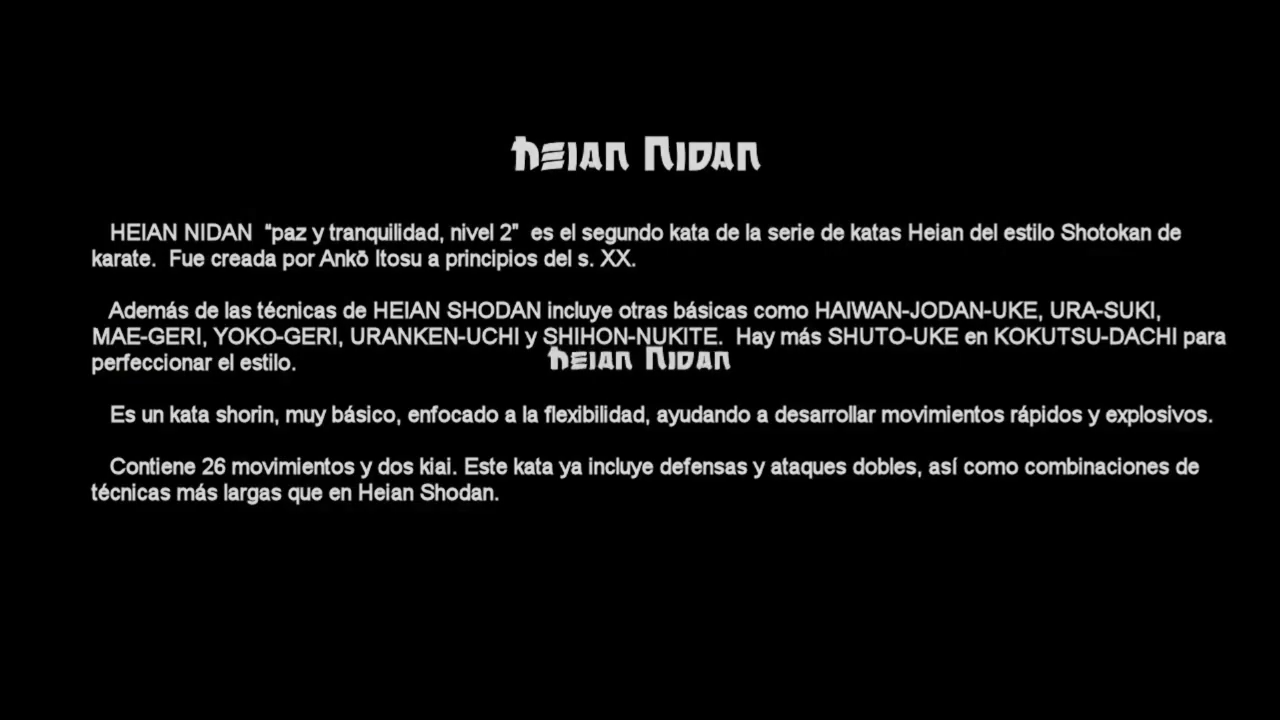 HEIAN NIDAN
HEIAN NIDAN “paz y tranquilidad, nivel 2” es el segundo kata de la serie de katas Heian del estilo Shotokan de
karate. Fue creada por Ankō Itosu a principios del s. XX.
Además de las técnicas de HEIAN SHODAN incluye otras básicas como HAIWAN-JODAN-UKE, URA-SUKI,
MAE-GERI, YOKO-GERI, URANKEN-UCHI y SHIHON-NUKITE. Hay más SHUTO-UKE en KOKUTSU-DACHI para
perfeccionar el estilo.
HEIAN NIDAN
Es un kata shorin, muy básico, enfocado a la flexibilidad, ayudando a desarrollar movimientos rápidos y explosivos.
Contiene 26 movimientos y dos kiai. Este kata ya incluye defensas y ataques dobles, así como combinaciones de
técnicas más largas que en Heian Shodan.